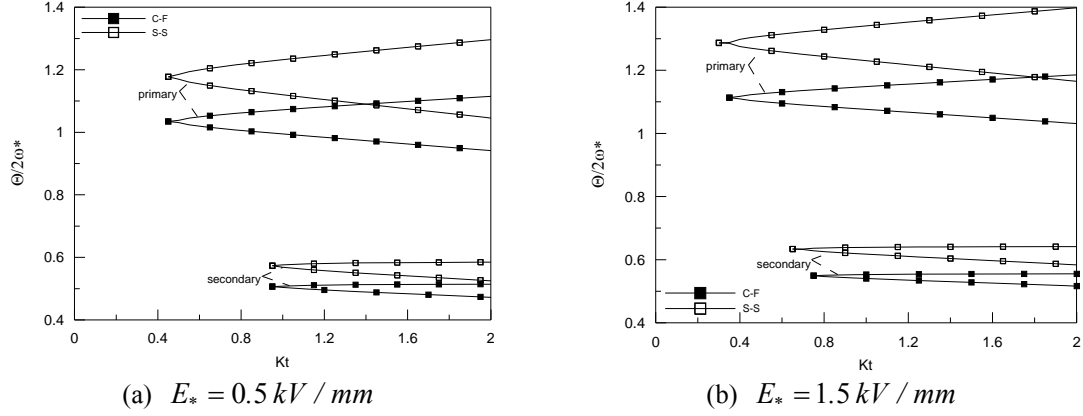 1.4
C-F
S-S
1.2
primary
1
Θ/2ω*
0.8
0.6
secondary
0.4
0 0.4 0.8 1.2 1.6 2
Kt
(a) E* = 0.5 kV / mm
1.4
1.2
primary
1
Θ/2ω*
0.8
0.6
secondary
C-F
S-S
0.4
0 0.4 0.8 1.2 1.6 2
Kt
(b) E* = 1.5 kV / mm